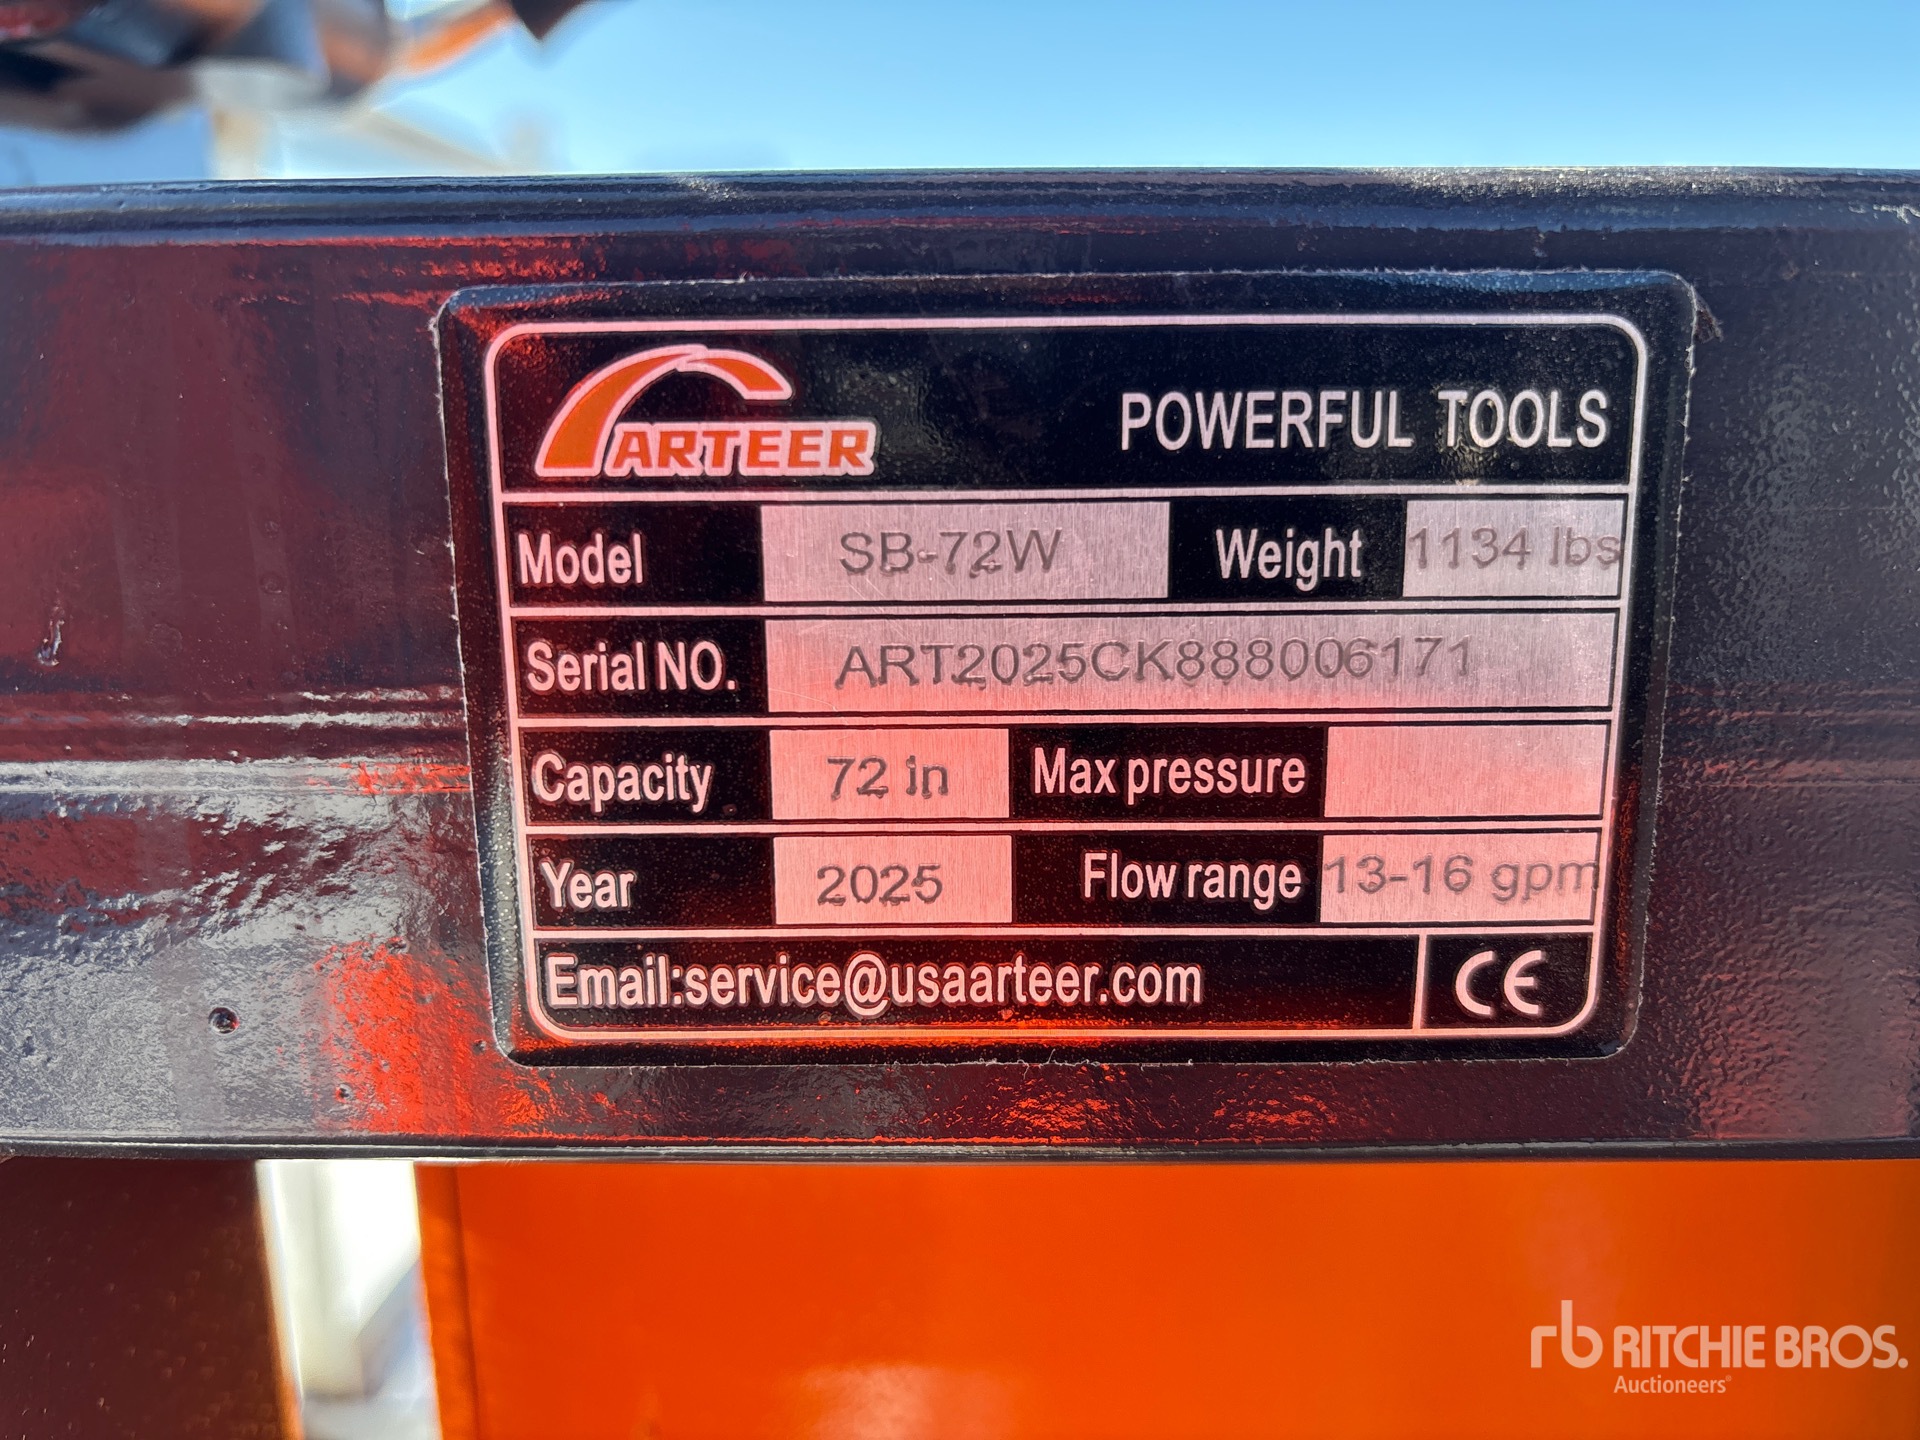 ARTEER
POWERFUL TOOLS
Model SB-72W Weight 1134 lbs
Serial NO. ART2025CK888006171
Capacity 72 in Max pressure
Year 2025 Flow range 13-16 gpm
Email:service@usaarteer.com CE
rb RITCHIE BROS.
Auctioneers